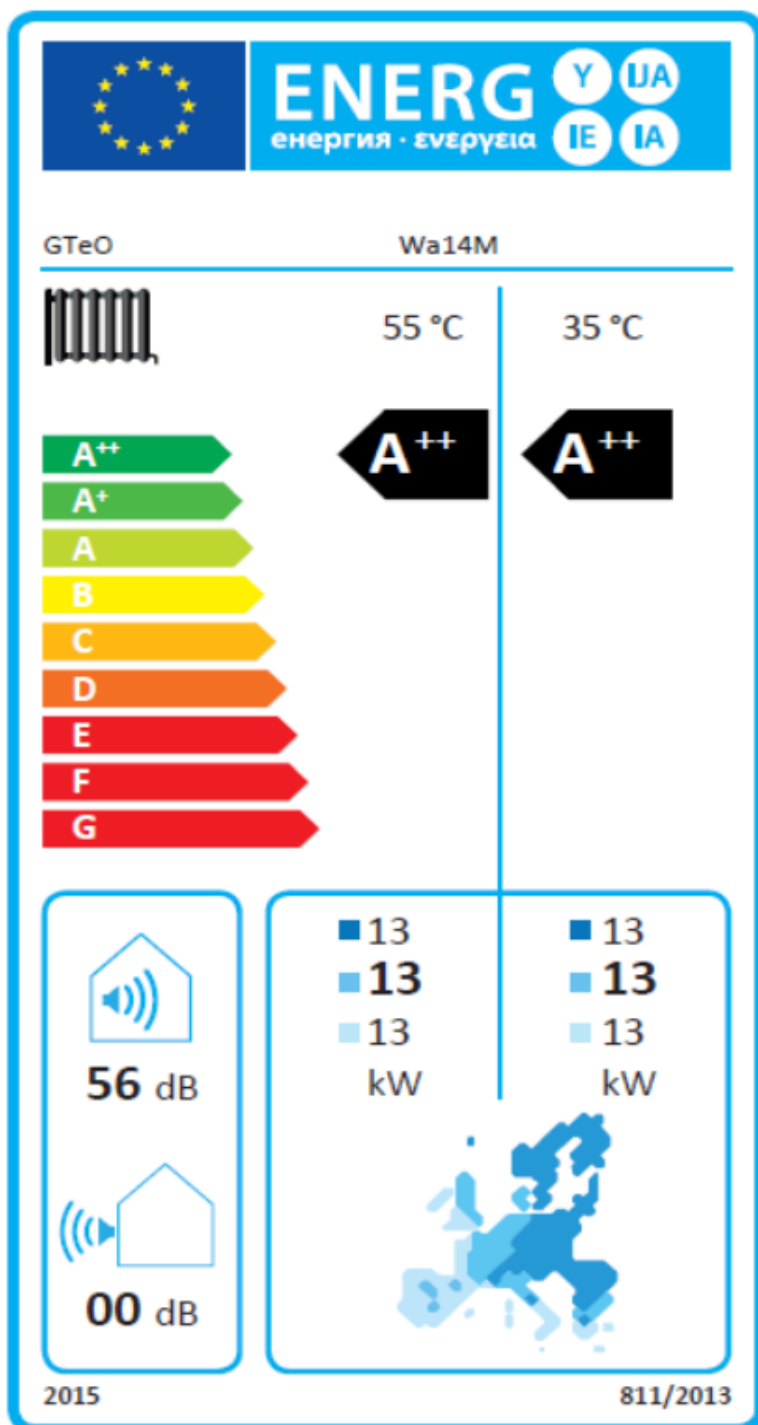 ENERG Y IJA
енергия · ενεργεια IE IA
GTeO Wa14M
55 °C 35 °C
A++ A++ A++
A+
A
B
C
D
E
F
G
13 13
13 13
13 13
kW kW
56 dB
00 dB
2015 811/2013